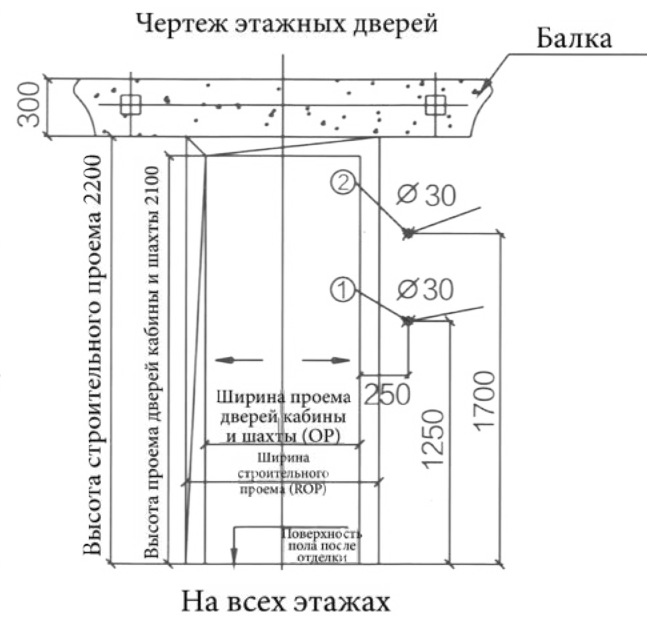 Чертеж этажных дверей
Балка
300
Высота строительного проема 2200
Высота проема дверей кабины и шахты 2100
2
Ø30
1
Ø30
250
1250
1700
Ширина проема
дверей кабины
и шахты (OP)
Ширина
строительного
проема (ROP)
Поверхность
пола после
отделки
На всех этажах